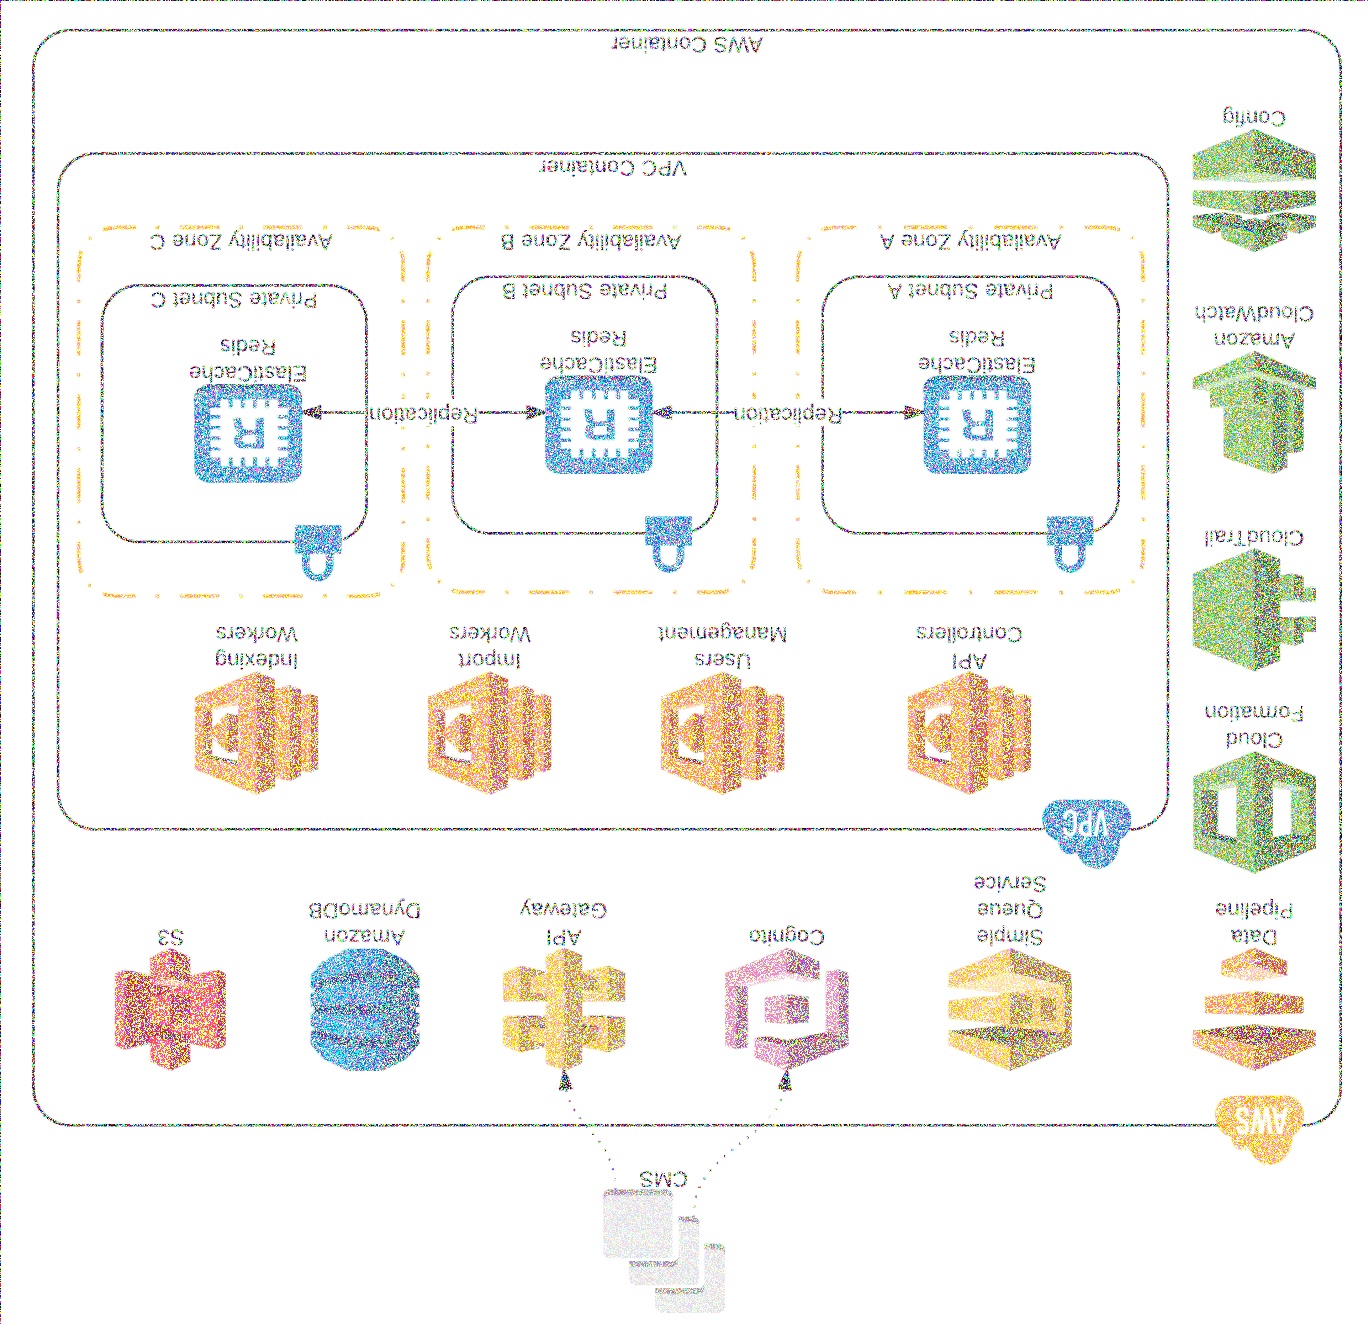 CMS
AWS
Data
Pipeline
Simple
Queue
Service
Cognito
API
Gateway
Amazon
DynamoDB
S3
VPC
Cloud
Formation
API
Controllers
Users
Management
Import
Workers
Indexing
Workers
CloudTrail
R
Replication
R
Replication
R
ElastiCache
Redis
ElastiCache
Redis
ElastiCache
Redis
Amazon
CloudWatch
Private Subnet A
Private Subnet B
Private Subnet C
Availability Zone A
Availability Zone B
Availability Zone C
VPC Container
Config
AWS Container